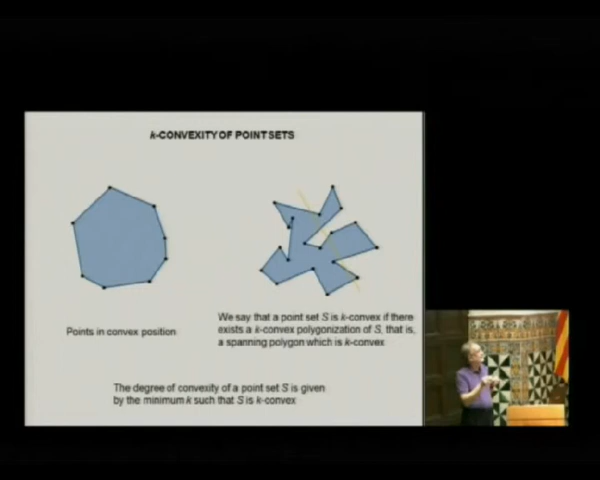 k-CONVEXITY OF POINT SETS
Points in convex position
We say that a point set S is k-convex if there
exists a k-convex polygonization of S, that is,
a spanning polygon which is k-convex
The degree of convexity of a point set S is given
by the minimum k such that S is k-convex